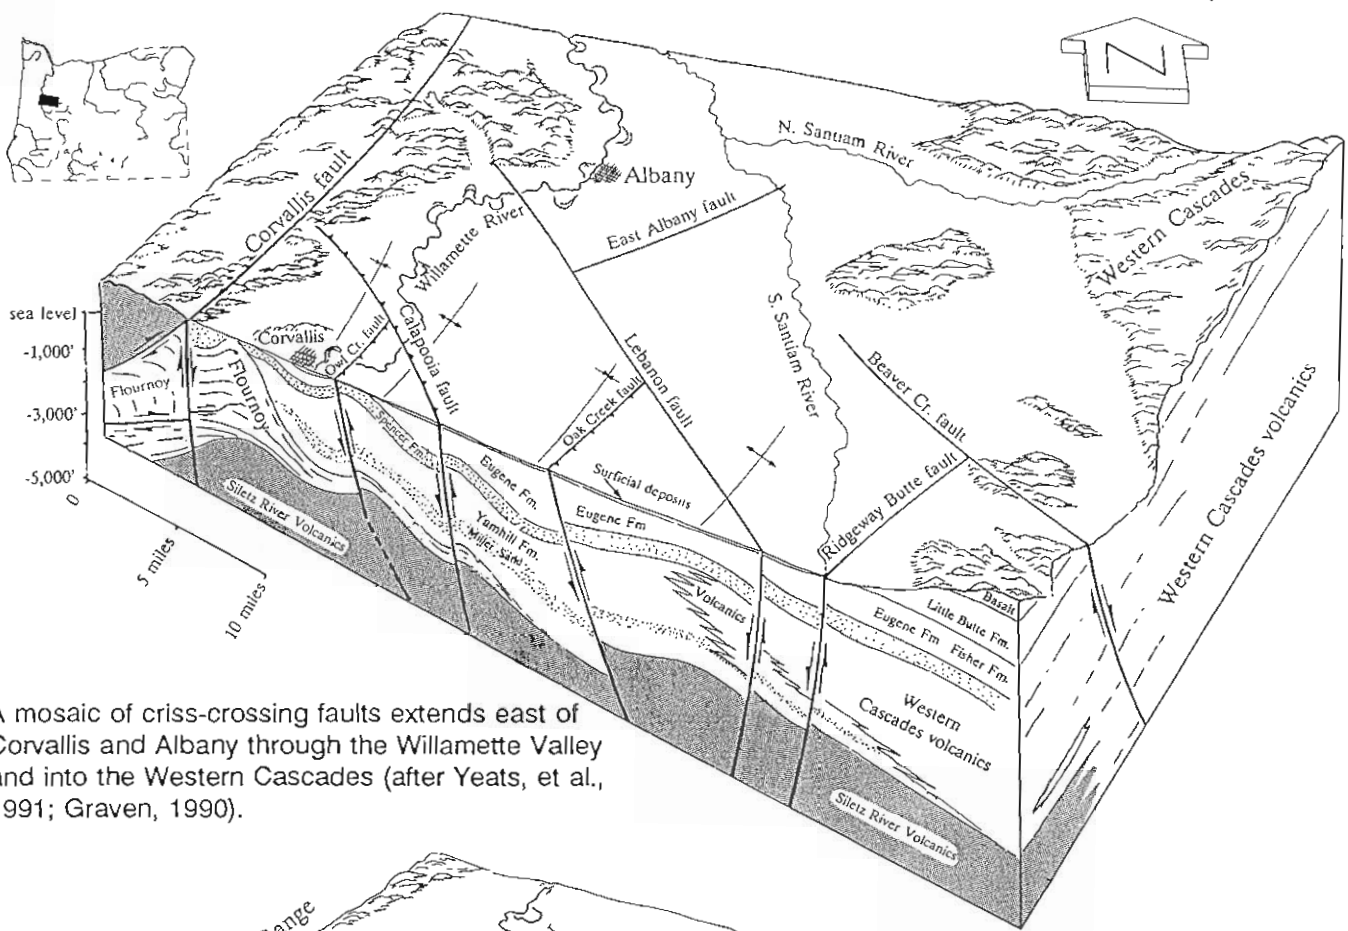 N
N. Santiam River
Albany
Corvallis fault
Willamette River
East Albany fault
Western Cascades
sea level
-1,000'
-3,000'
-5,000'
0
5 miles
10 miles
Corvallis
Owl Cr. fault
Calapooia fault
Lebanon fault
S. Santiam River
Beaver Cr. fault
Oak Creek fault
Ridgeway Butte fault
Flournoy
Flournoy
Spencer Fm.
Eugene Fm.
Surficial deposits
Eugene Fm
Yamhill Fm.
Miller Sand
Volcanics
Siletz River Volcanics
Basalt
Little Butte Fm.
Eugene Fm Fisher Fm.
Western
Cascades volcanics
Western Cascades volcanics
Siletz River Volcanics
A mosaic of criss-crossing faults extends east of
Corvallis and Albany through the Willamette Valley
and into the Western Cascades (after Yeats, et al.,
1991; Graven, 1990).
ange